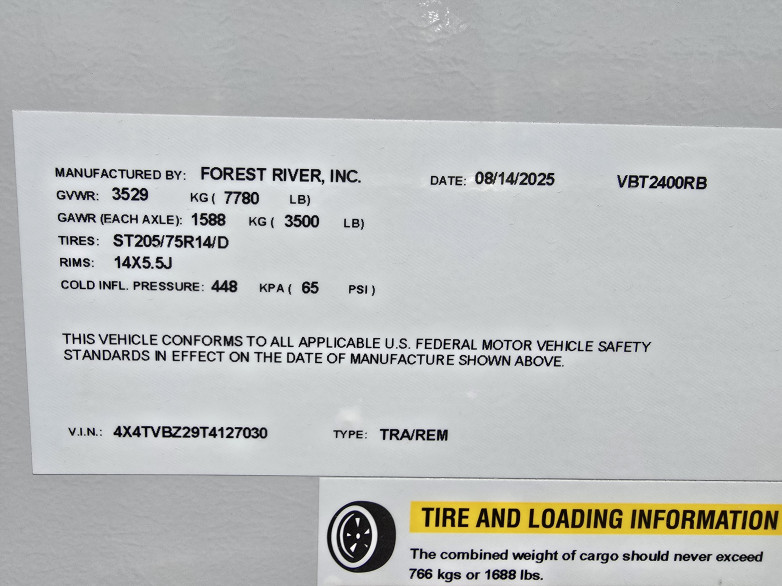 MANUFACTURED BY: FOREST RIVER, INC. DATE: 08/14/2025 VBT2400RB
GVWR: 3529 KG ( 7780 LB)
GAWR (EACH AXLE): 1588 KG ( 3500 LB)
TIRES: ST205/75R14/D
RIMS: 14X5.5J
COLD INFL. PRESSURE: 448 KPA ( 65 PSI )
THIS VEHICLE CONFORMS TO ALL APPLICABLE U.S. FEDERAL MOTOR VEHICLE SAFETY
STANDARDS IN EFFECT ON THE DATE OF MANUFACTURE SHOWN ABOVE.
V.I.N.: 4X4TVBZ29T4127030 TYPE: TRA/REM
TIRE AND LOADING INFORMATION
The combined weight of cargo should never exceed
766 kgs or 1688 lbs.